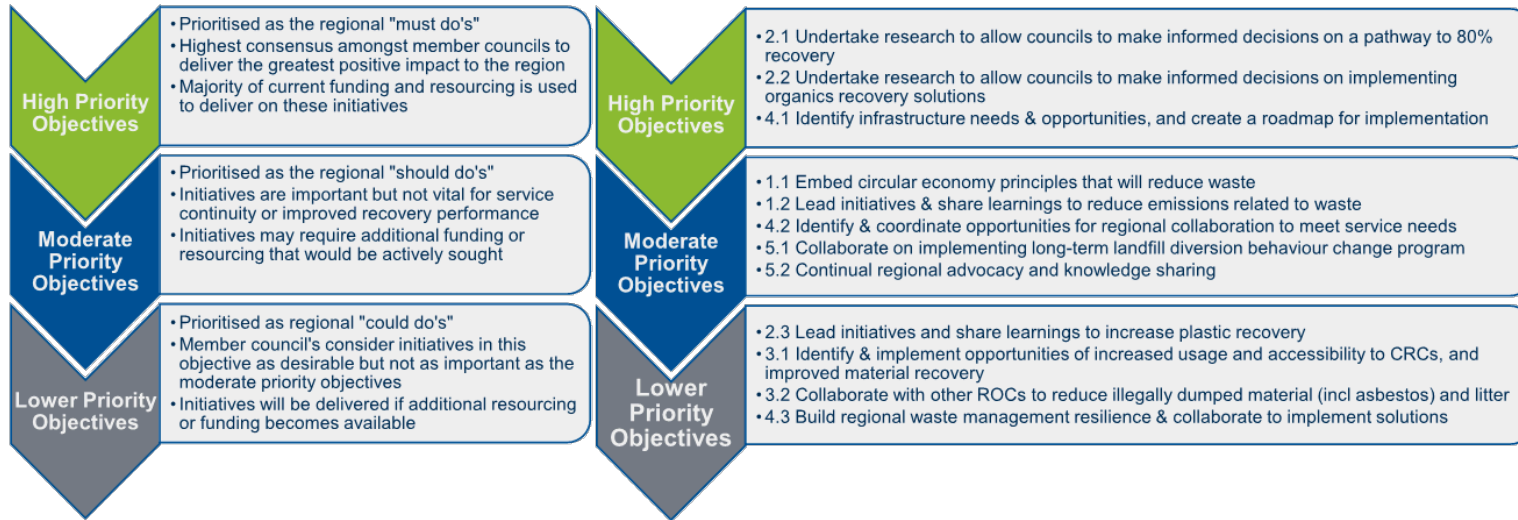 High Priority
Objectives
• Prioritised as the regional "must do's"
• Highest consensus amongst member councils to
deliver the greatest positive impact to the region
• Majority of current funding and resourcing is used
to deliver on these initiatives
Moderate
Priority
Objectives
• Prioritised as the regional "should do's"
• Initiatives are important but not vital for service
continuity or improved recovery performance
• Initiatives may require additional funding or
resourcing that would be actively sought
Lower Priority
Objectives
• Prioritised as regional "could do's"
• Member council's consider initiatives in this
objective as desirable but not as important as the
moderate priority objectives
• Initiatives will be delivered if additional resourcing
or funding becomes available
High Priority
Objectives
• 2.1 Undertake research to allow councils to make informed decisions on a pathway to 80%
recovery
• 2.2 Undertake research to allow councils to make informed decisions on implementing
organics recovery solutions
• 4.1 Identify infrastructure needs & opportunities, and create a roadmap for implementation
Moderate
Priority
Objectives
• 1.1 Embed circular economy principles that will reduce waste
• 1.2 Lead initiatives & share learnings to reduce emissions related to waste
• 4.2 Identify & coordinate opportunities for regional collaboration to meet service needs
• 5.1 Collaborate on implementing long-term landfill diversion behaviour change program
• 5.2 Continual regional advocacy and knowledge sharing
Lower
Priority
Objectives
• 2.3 Lead initiatives and share learnings to increase plastic recovery
• 3.1 Identify & implement opportunities of increased usage and accessibility to CRCs, and
improved material recovery
• 3.2 Collaborate with other ROCs to reduce illegally dumped material (incl asbestos) and litter
• 4.3 Build regional waste management resilience & collaborate to implement solutions